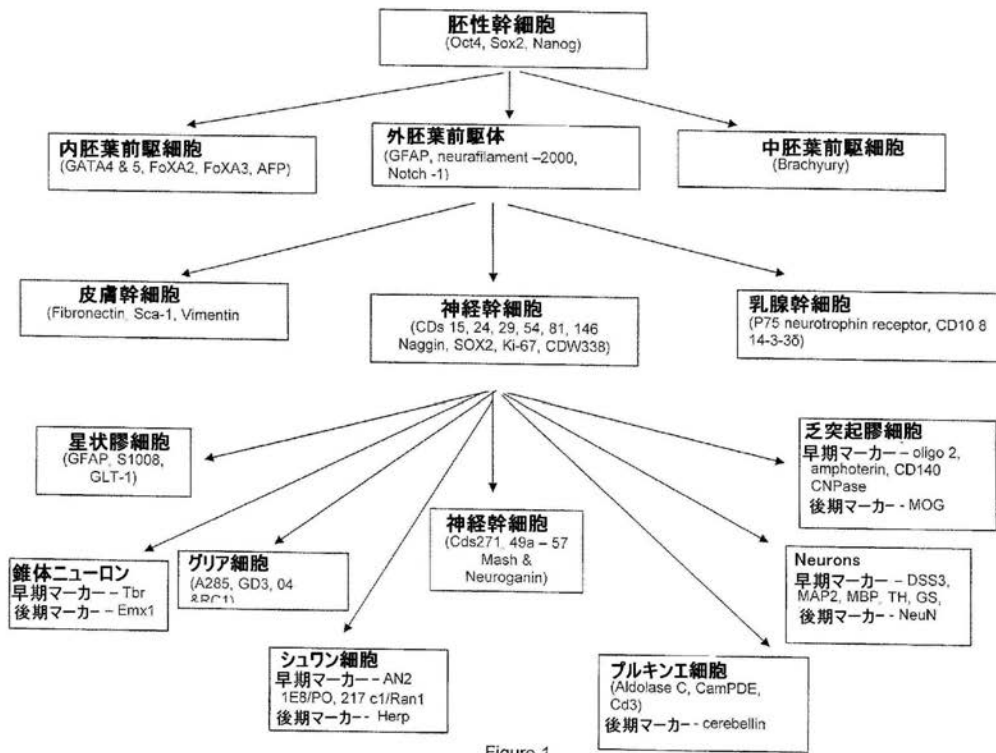 胚性幹細胞
(Oct4, Sox2, Nanog)
内胚葉前駆細胞
(GATA4 & 5, FoXA2, FoXA3, AFP)
外胚葉前駆体
(GFAP, neurafilament –2000,
Notch -1)
中胚葉前駆細胞
(Brachyury)
皮膚幹細胞
(Fibronectin, Sca-1, Vimentin
神経幹細胞
(CDs 15, 24, 29, 54, 81, 146
Naggin, SOX2, Ki-67, CDW338)
乳腺幹細胞
(P75 neurotrophin receptor, CD10 8
14-3-3δ)
星状膠細胞
(GFAP, S1008,
GLT-1)
乏突起膠細胞
早期マーカー – oligo 2,
amphoterin, CD140
CNPase
後期マーカー - MOG
錐体ニューロン
早期マーカー – Tbr
後期マーカー – Emx1
グリア細胞
(A285, GD3, 04
&RC1)
神経幹細胞
(Cds271, 49a – 57
Mash &
Neuroganin)
Neurons
早期マーカー – DSS3,
MAP2, MBP, TH, GS,
後期マーカー - NeuN
シュワン細胞
早期マーカー – AN2
1E8/PO, 217 c1/Ran1
後期マーカー - Herp
プルキンエ細胞
(Aldolase C, CamPDE,
Cd3)
後期マーカー – cerebellin
Figure 1